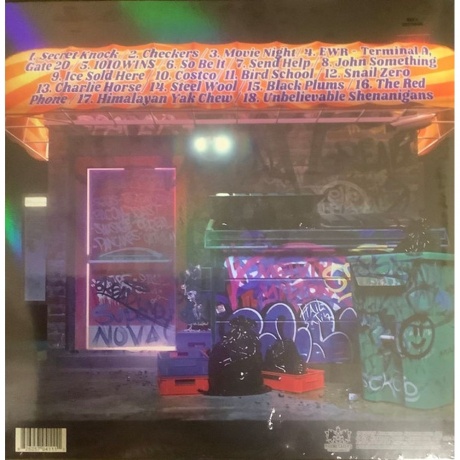 1. Secret Knock 2. Checkers 3. Movie Night 4. EWR - Terminal A,
Gate 20 5. 1010WINS 6. So Be It 7. Send Help 8. John Something
9. Ice Sold Here 10. Costco 11. Bird School 12. Snail Zero
13. Charlie Horse 14. Steel Wool 15. Black Plums 16. The Red
Phone 17. Himalayan Yak Chew 18. Unbelievable Shenanigans
NOVA